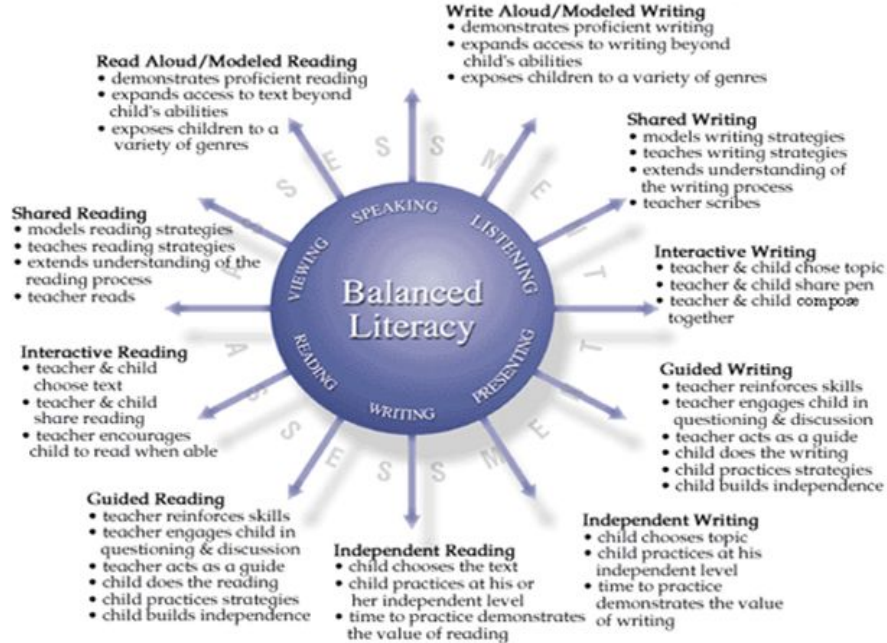 Write Aloud/Modeled Writing
• demonstrates proficient writing
• expands access to writing beyond
child's abilities
• exposes children to a variety of genres
Read Aloud/Modeled Reading
• demonstrates proficient reading
• expands access to text beyond
child's abilities
• exposes children to a
variety of genres
Shared Writing
• models writing strategies
• teaches writing strategies
• extends understanding of
the writing process
• teacher scribes
Shared Reading
• models reading strategies
• teaches reading strategies
• extends understanding of the
reading process
• teacher reads
Interactive Writing
• teacher & child chose topic
• teacher & child share pen
• teacher & child compose
together
Balanced
Literacy
SPEAKING
LISTENING
PRESENTING
WRITING
READING
VIEWING
ASSESSMENT
ASSESSMENT
Interactive Reading
• teacher & child
choose text
• teacher & child
share reading
• teacher encourages
child to read when able
Guided Writing
• teacher reinforces skills
• teacher engages child in
questioning & discussion
• teacher acts as a guide
• child does the writing
• child practices strategies
• child builds independence
Guided Reading
• teacher reinforces skills
• teacher engages child in
questioning & discussion
• teacher acts as a guide
• child does the reading
• child practices strategies
• child builds independence
Independent Reading
• child chooses the text
• child practices at his or
her independent level
• time to practice demonstrates
the value of reading
Independent Writing
• child chooses topic
• child practices at his
independent level
• time to practice
demonstrates the value
of writing